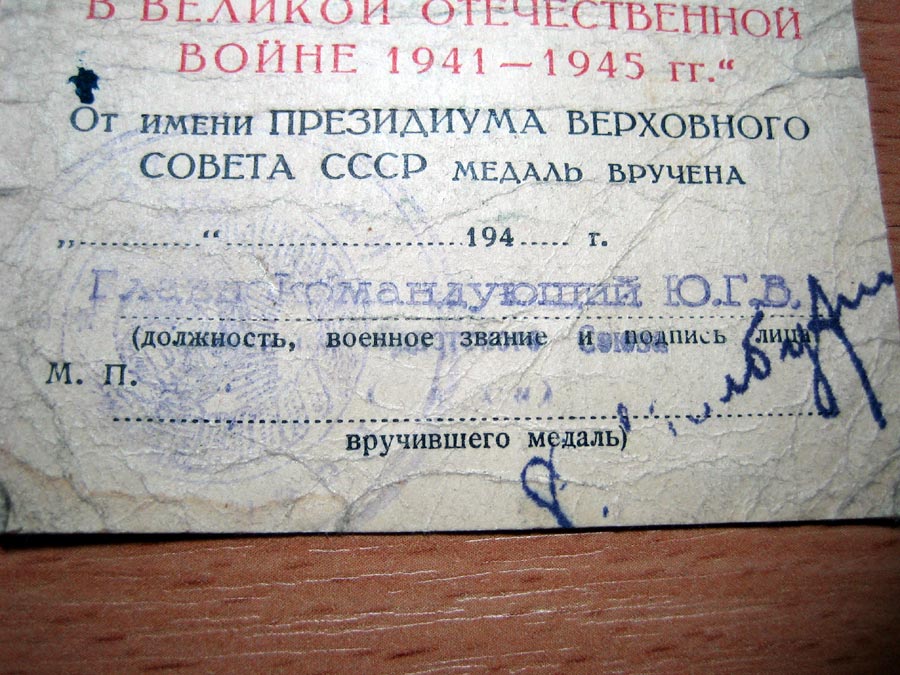 В ВЕЛИКОЙ ОТЕЧЕСТВЕННОЙ
ВОЙНЕ 1941—1945 гг.“
От имени ПРЕЗИДИУМА ВЕРХОВНОГО
СОВЕТА СССР МЕДАЛЬ ВРУЧЕНА
„............“....................194...... г.
Главнокомандующий Ю.Г.В.
(должность, военное звание и подпись лица,
Союза
М. П.
вручившего медаль)